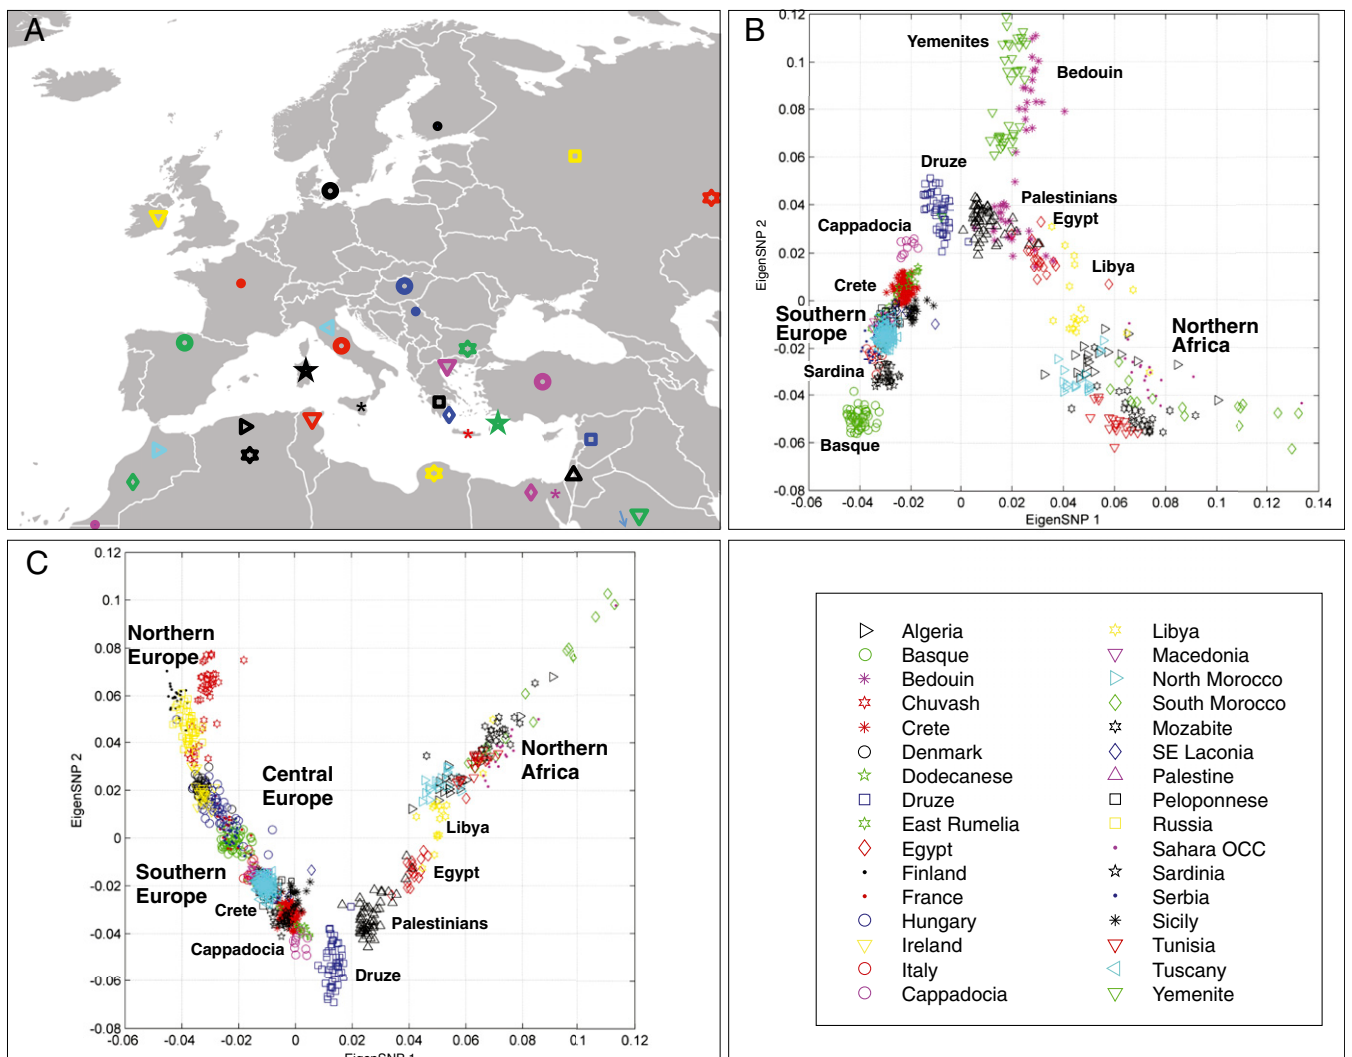 A
B
0.12
0.1
0.08
0.06
0.04
0.02
0
-0.02
-0.04
-0.06
-0.08
EigenSNP 2
Yemenites
Bedouin
Druze
Palestinians
Egypt
Cappadocia
Libya
Crete
Southern
Europe
Northern
Africa
Sardina
Basque
-0.06
-0.04
-0.02
0
0.02
0.04
0.06
0.08
0.1
0.12
0.14
EigenSNP 1
C
0.12
0.1
0.08
0.06
0.04
0.02
0
-0.02
-0.04
-0.06
-0.08
EigenSNP 2
Northern
Europe
Central
Europe
Northern
Africa
Libya
Southern
Europe
Egypt
Crete
Palestinians
Cappadocia
Druze
-0.06
-0.04
-0.02
0
0.02
0.04
0.06
0.08
0.1
0.12
EigenSNP 1
Algeria
Basque
Bedouin
Chuvash
Crete
Denmark
Dodecanese
Druze
East Rumelia
Egypt
Finland
France
Hungary
Ireland
Italy
Cappadocia
Libya
Macedonia
North Morocco
South Morocco
Mozabite
SE Laconia
Palestine
Peloponnese
Russia
Sahara OCC
Sardinia
Serbia
Sicily
Tunisia
Tuscany
Yemenite